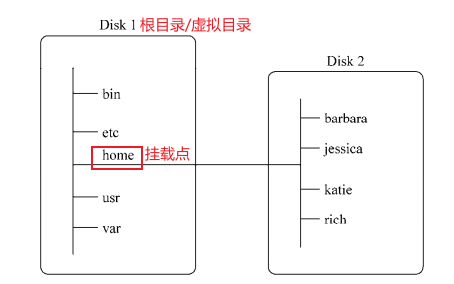 Disk 1 根目录/虚拟目录
bin
etc
home 挂载点
usr
var
Disk 2
barbara
jessica
katie
rich